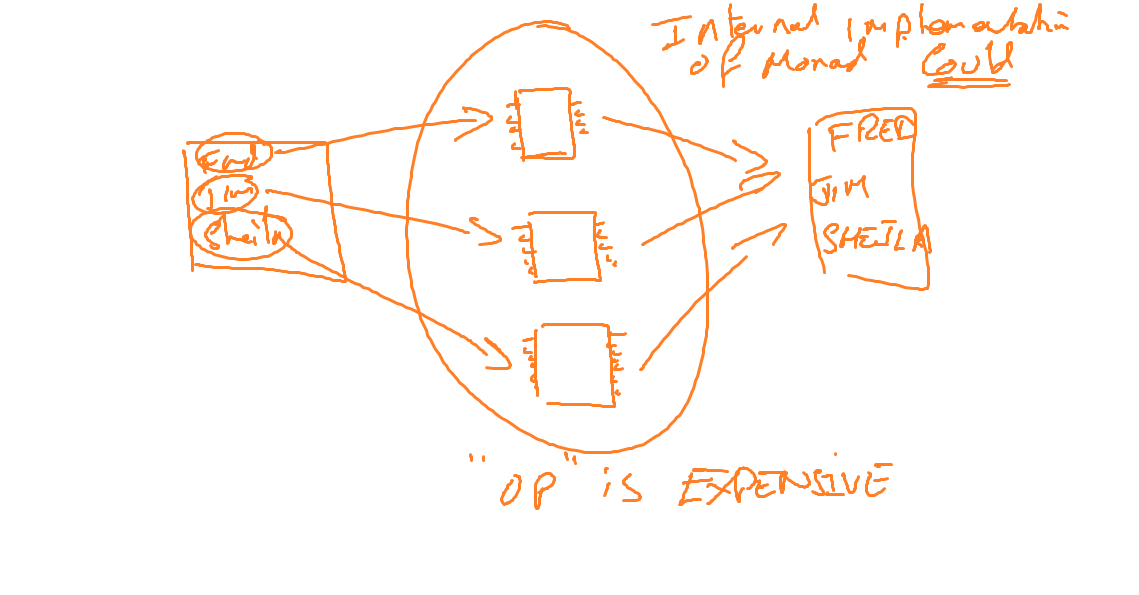 Internal implementation
of Monad Could
Fred
Jim
Sheila
FRED
JIM
SHEILA
"OP" is EXPENSIVE